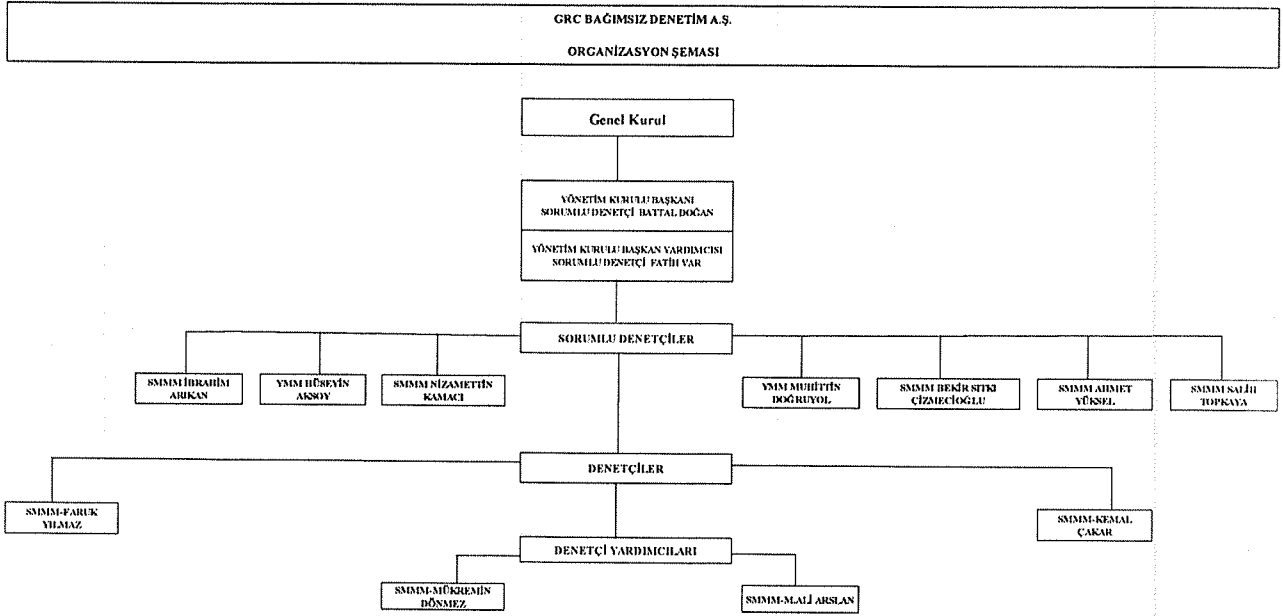 GRC BAĞIMSIZ DENETİM A.Ş.
ORGANİZASYON ŞEMASI
Genel Kurul
YÖNETİM KURULU BAŞKANI
SORUMLU DENETÇİ BATTAL DOĞAN
YÖNETİM KURULU BAŞKAN YARDIMCISI
SORUMLU DENETÇİ FATİH VAR
SORUMLU DENETÇİLER
SMMM İBRAHİM
ARIKAN
YMM HÜSEYİN
AKSOY
SMMM NİZAMETTİN
KAMACI
YMM MUHİTTİN
DOĞRUYOL
SMMM BEKİR SITKI
ÇİZMECİOĞLU
SMMM AHMET
YÜKSEL
SMMM SALİH
TOPKAYA
DENETÇİLER
SMMM-FARUK
YILMAZ
SMMM-KEMAL
ÇAKAR
DENETÇİ YARDIMCILARI
SMMM-MÜKREMİN
DÖNMEZ
SMMM-M.ALİ ARSLAN